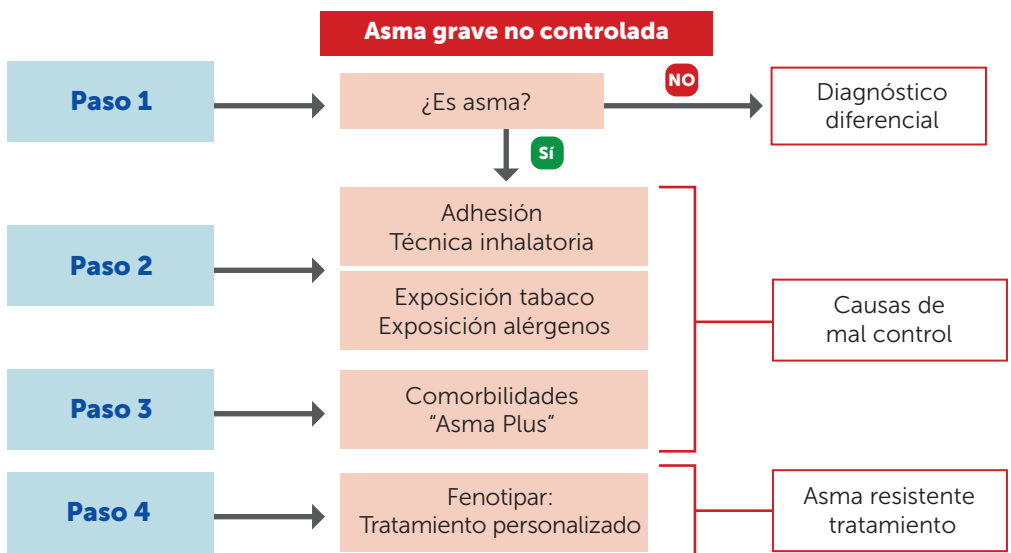 Asma grave no controlada
Paso 1
¿Es asma?
NO
Diagnóstico
diferencial
Sí
Paso 2
Adhesión
Técnica inhalatoria
Exposición tabaco
Exposición alérgenos
Causas de
mal control
Paso 3
Comorbilidades
“Asma Plus”
Paso 4
Fenotipar:
Tratamiento personalizado
Asma resistente
tratamiento